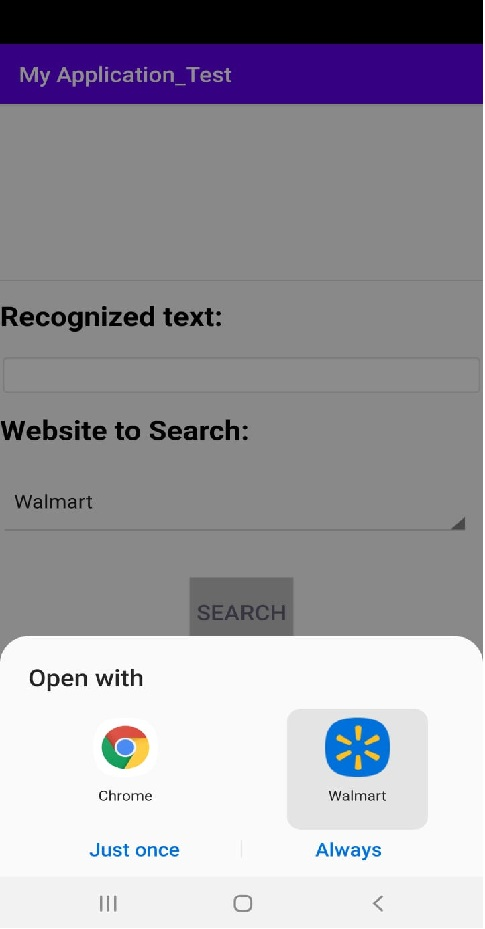 My Application_Test
Recognized text:
Website to Search:
Walmart
SEARCH
Open with
Chrome
Walmart
Just once
Always